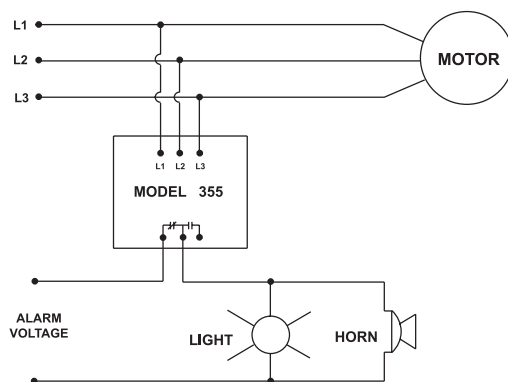 L1
L2
L3
MOTOR
L1 L2 L3
MODEL 355
ALARM
VOLTAGE
LIGHT
HORN